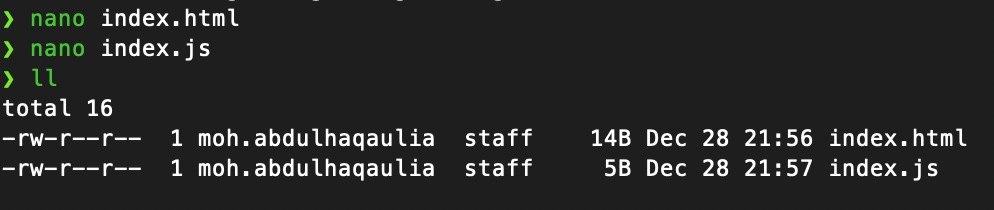 ❯ nano index.html
❯ nano index.js
❯ ll
total 16
-rw-r--r--  1 moh.abdulhaqaulia  staff    14B Dec 28 21:56 index.html
-rw-r--r--  1 moh.abdulhaqaulia  staff     5B Dec 28 21:57 index.js